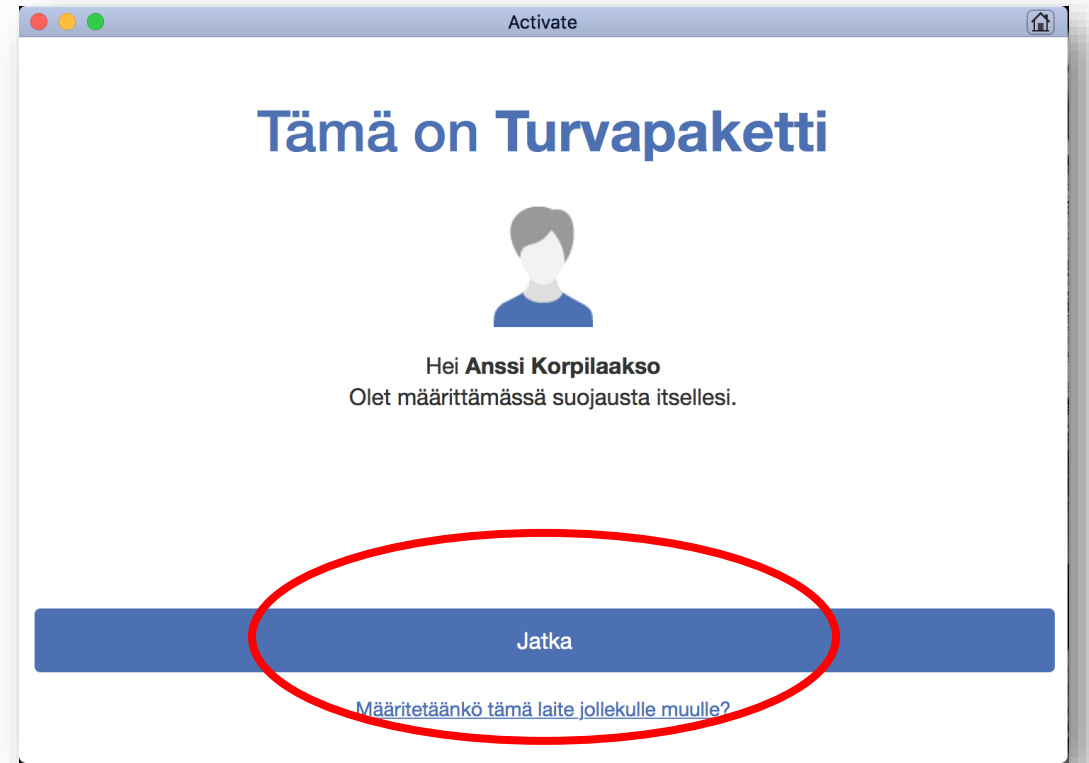 Activate
Tämä on Turvapaketti
Hei Anssi Korpilaakso
Olet määrittämässä suojausta itsellesi.
Jatka
Määritetäänkö tämä laite jollekulle muulle?